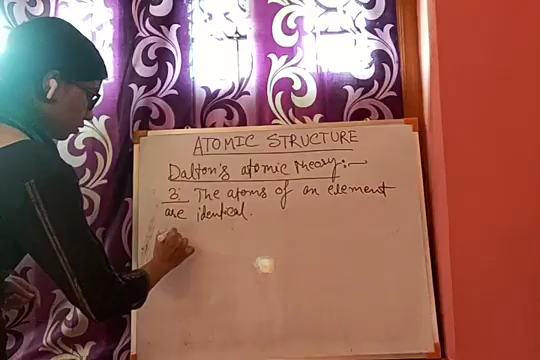 ATOMIC STRUCTURE
Dalton's atomic theory:-
3. The atoms of an element
are identical.